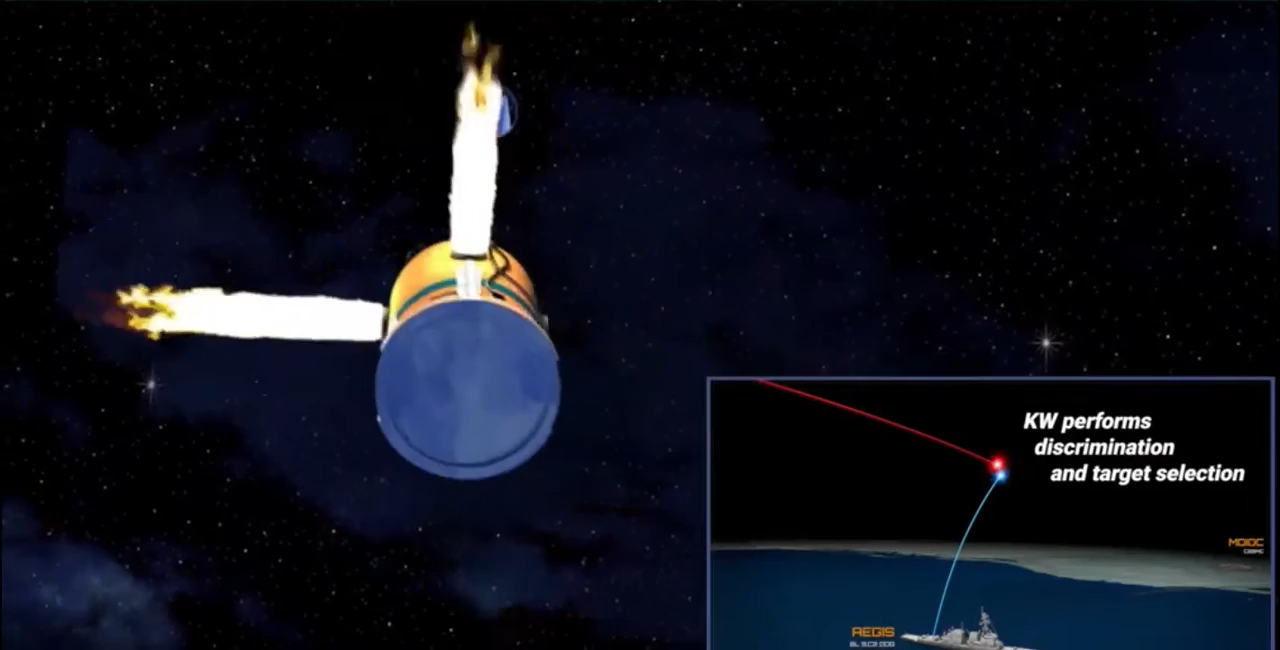 KW performs
discrimination
and target selection
MDIOC
AEGIS